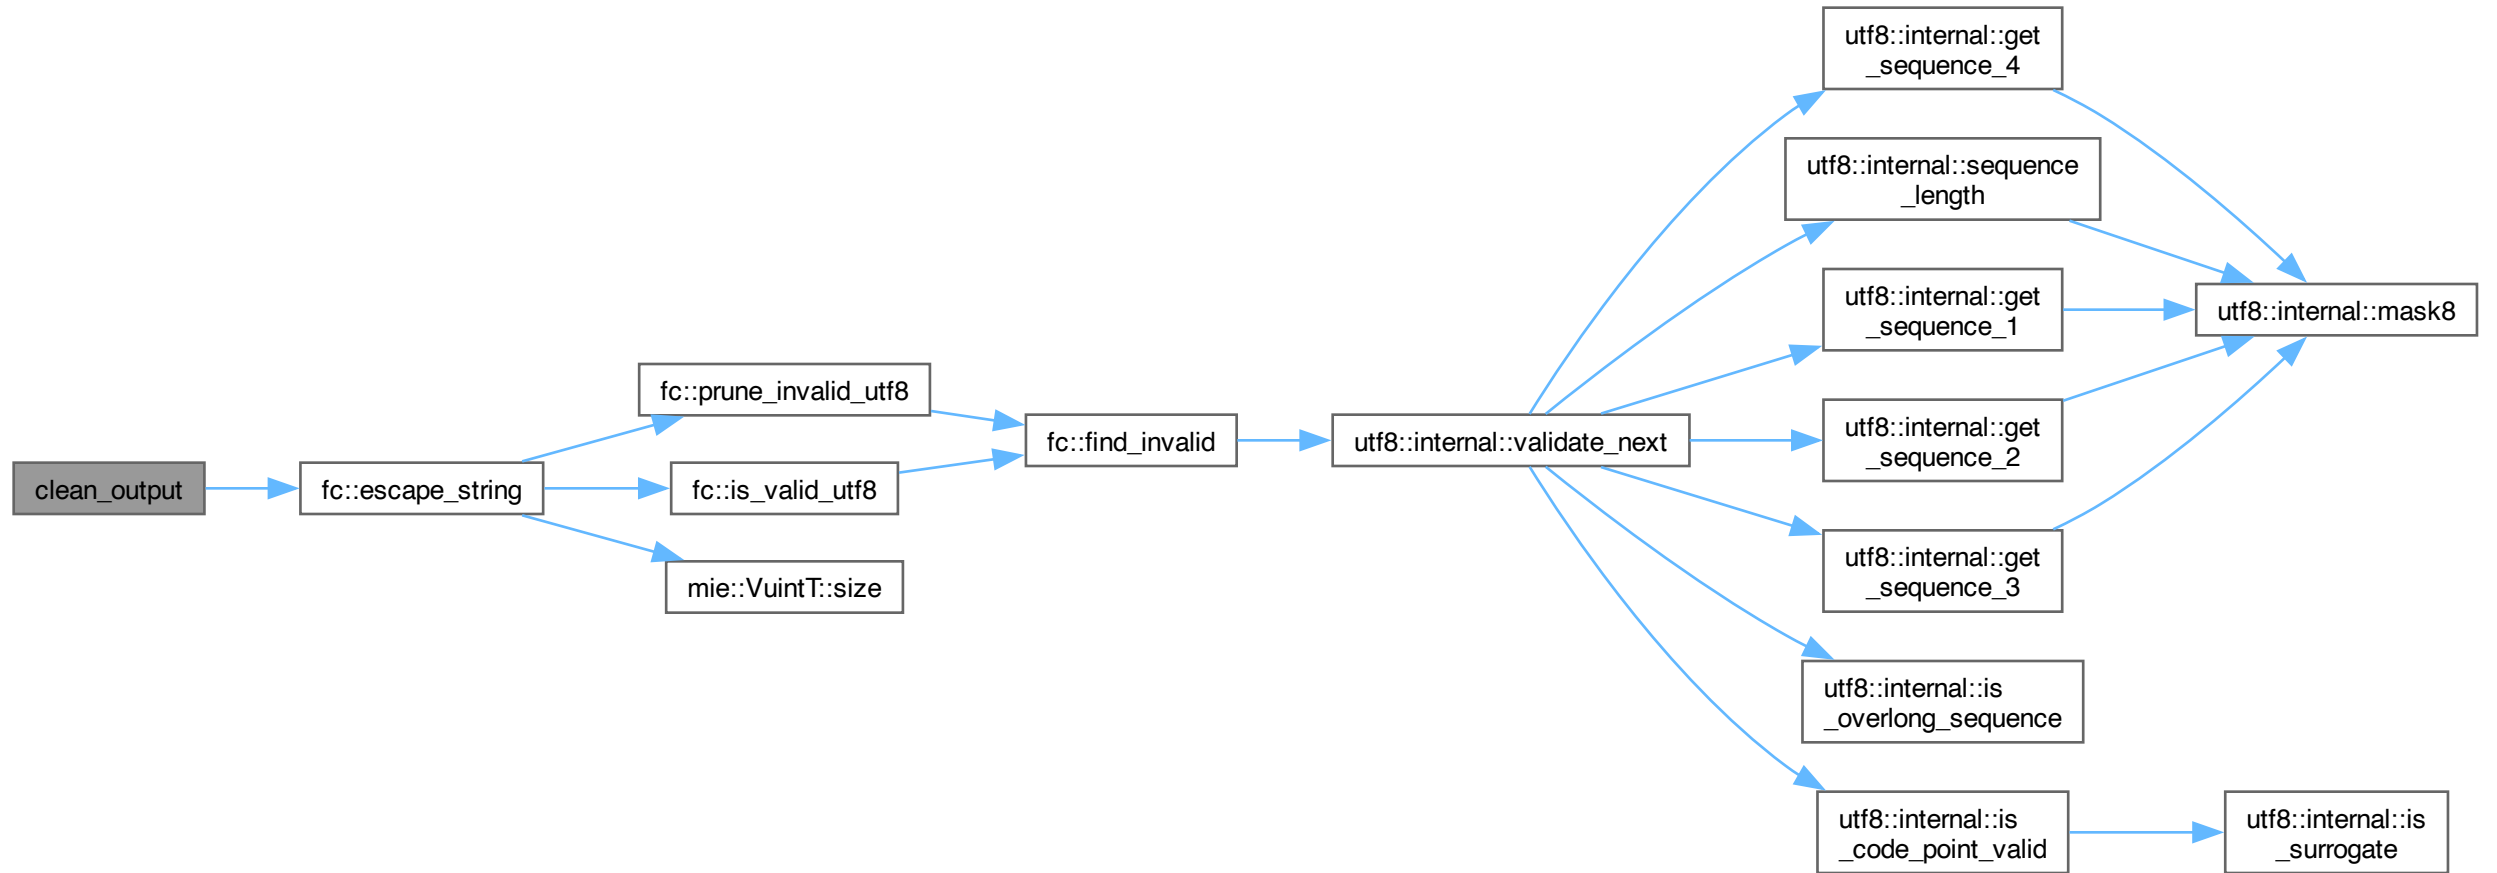 clean_output
fc::escape_string
fc::prune_invalid_utf8
fc::is_valid_utf8
mie::VuintT::size
fc::find_invalid
utf8::internal::validate_next
utf8::internal::get
_sequence_4
utf8::internal::sequence
_length
utf8::internal::get
_sequence_1
utf8::internal::get
_sequence_2
utf8::internal::get
_sequence_3
utf8::internal::is
_overlong_sequence
utf8::internal::is
_code_point_valid
utf8::internal::mask8
utf8::internal::is
_surrogate